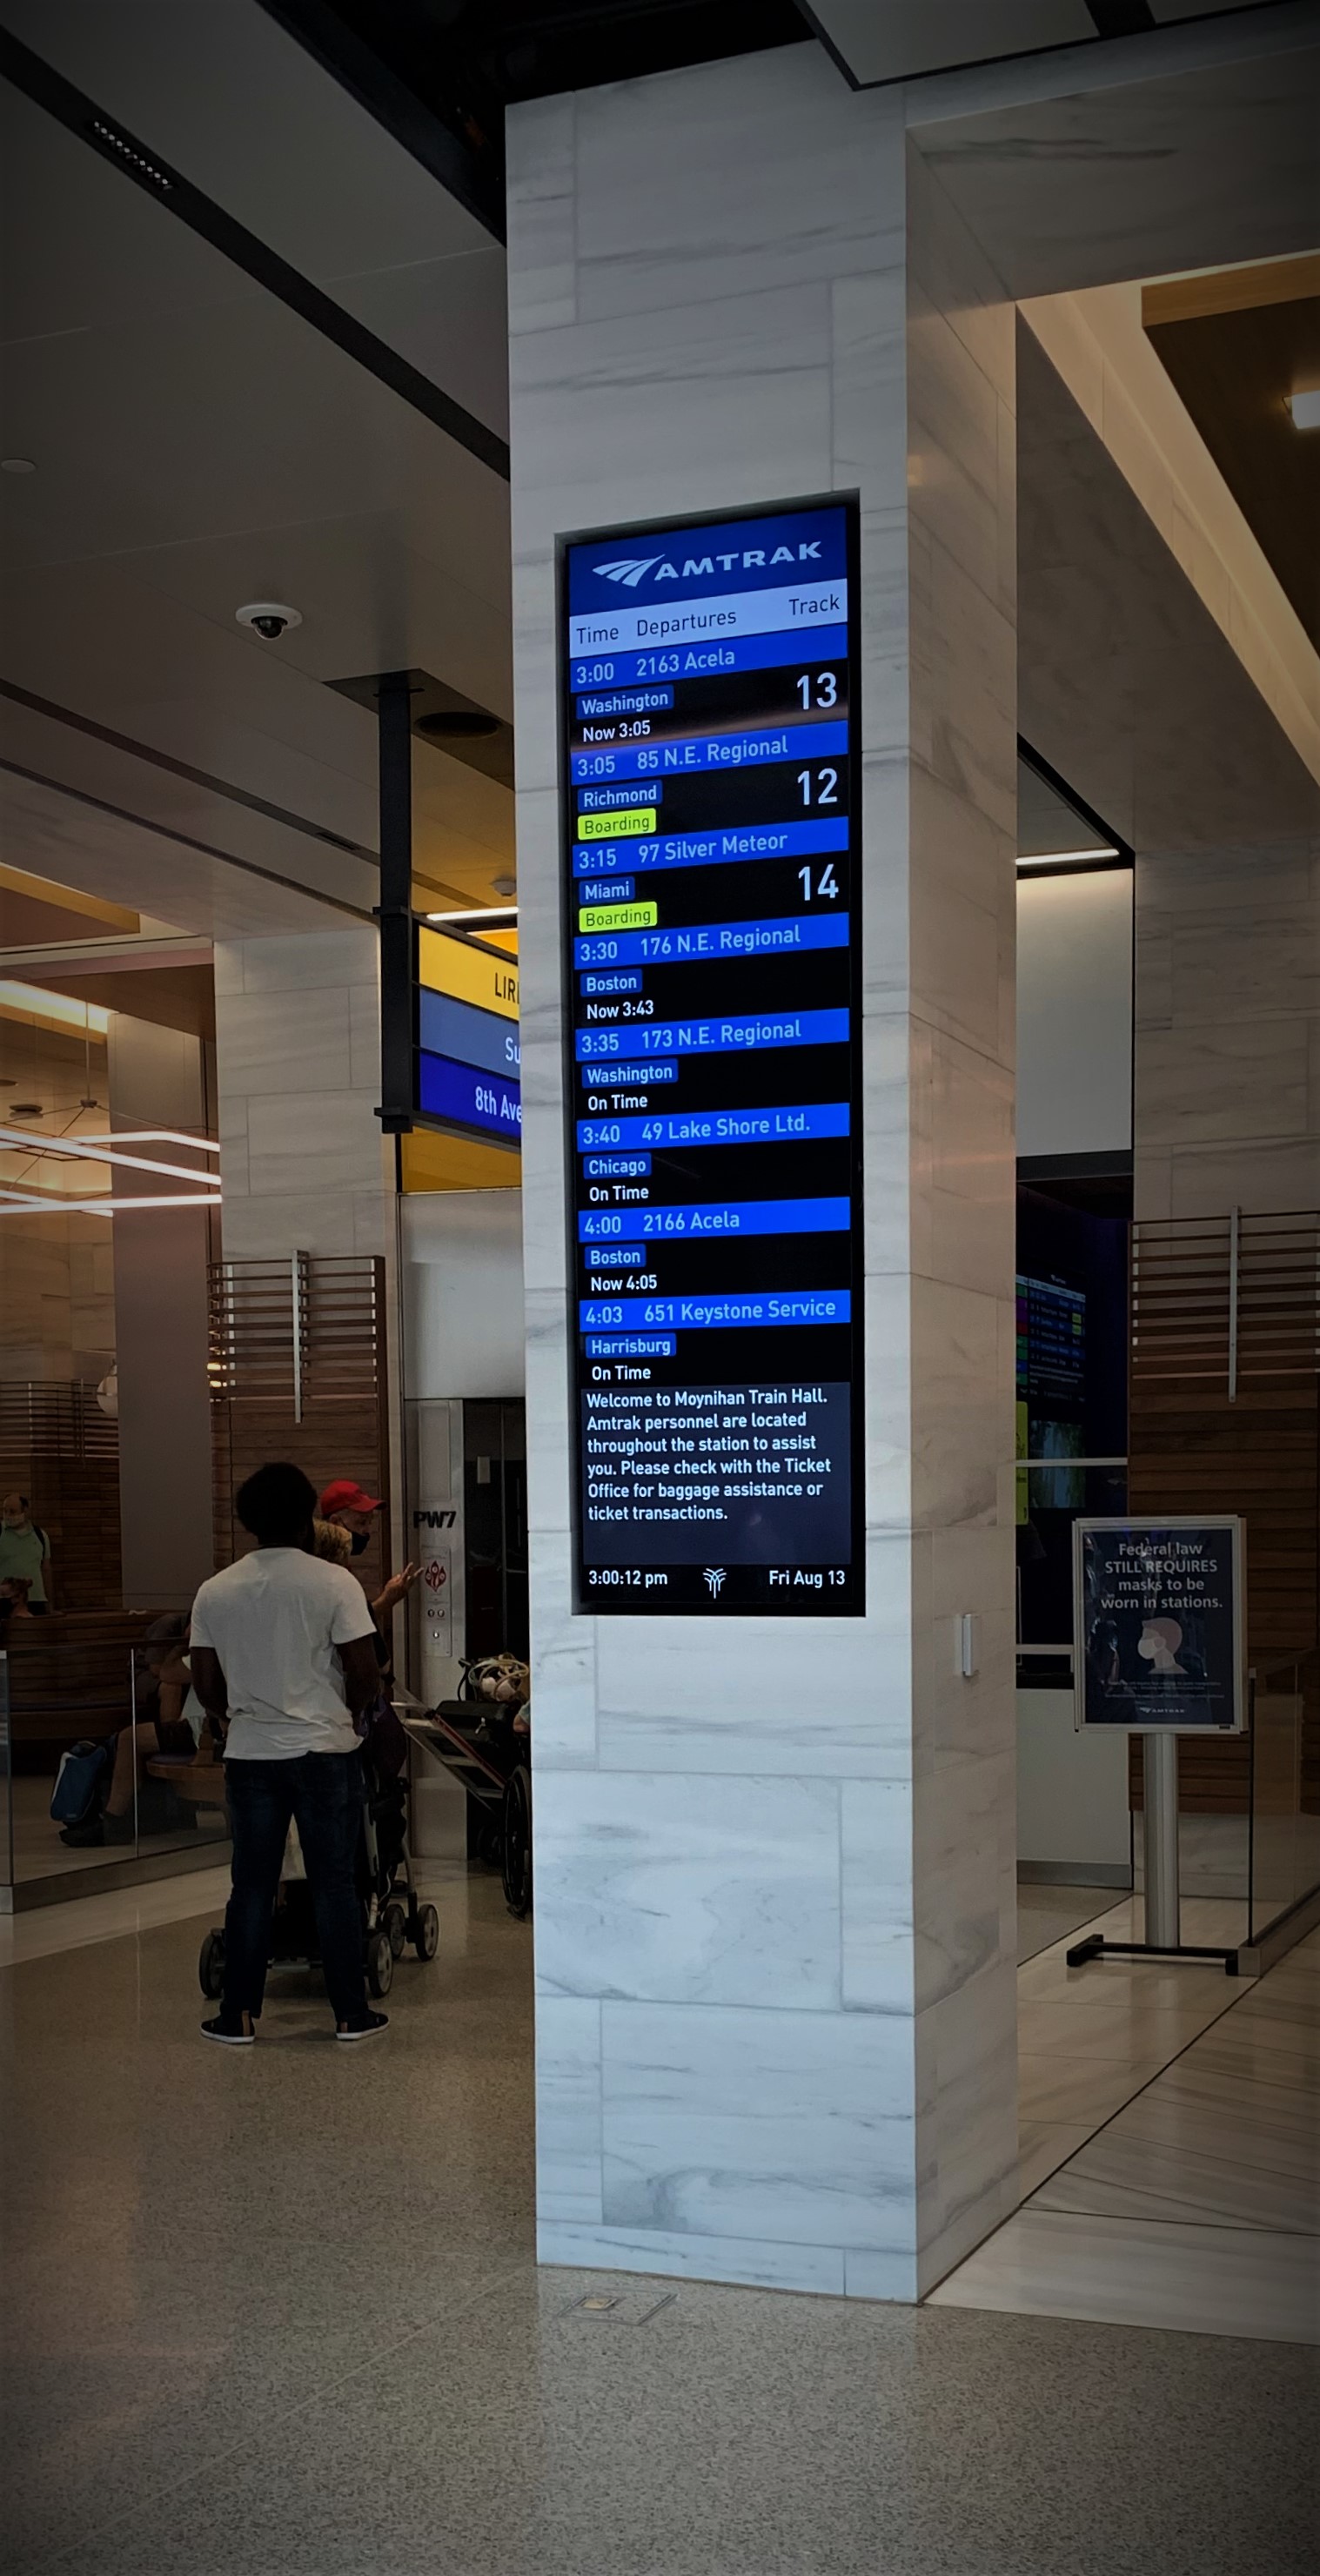 AMTRAK
Time Departures Track
3:00 2163 Acela
Washington 13
Now 3:05
3:05 85 N.E. Regional
Richmond 12
Boarding
3:15 97 Silver Meteor
Miami 14
Boarding
3:30 176 N.E. Regional
Boston
Now 3:43
3:35 173 N.E. Regional
Washington
On Time
3:40 49 Lake Shore Ltd.
Chicago
On Time
4:00 2166 Acela
Boston
Now 4:05
4:03 651 Keystone Service
Harrisburg
On Time
Welcome to Moynihan Train Hall.
Amtrak personnel are located
throughout the station to assist
you. Please check with the Ticket
Office for baggage assistance or
ticket transactions.
3:00:12 pm Fri Aug 13
LIR
Su
8th Ave
PW7
Federal law
STILL REQUIRES
masks to be
worn in stations.
AMTRAK